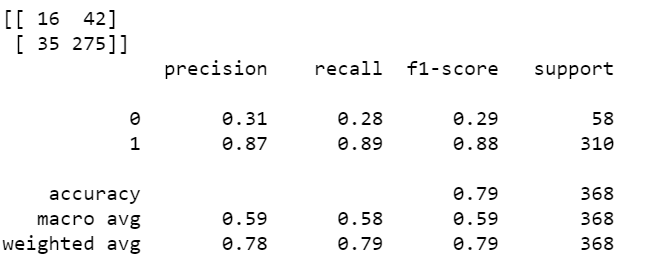 [[ 16  42]
 [ 35 275]]
              precision    recall  f1-score   support

           0       0.31      0.28      0.29        58
           1       0.87      0.89      0.88       310

    accuracy                           0.79       368
   macro avg       0.59      0.58      0.59       368
weighted avg       0.78      0.79      0.79       368